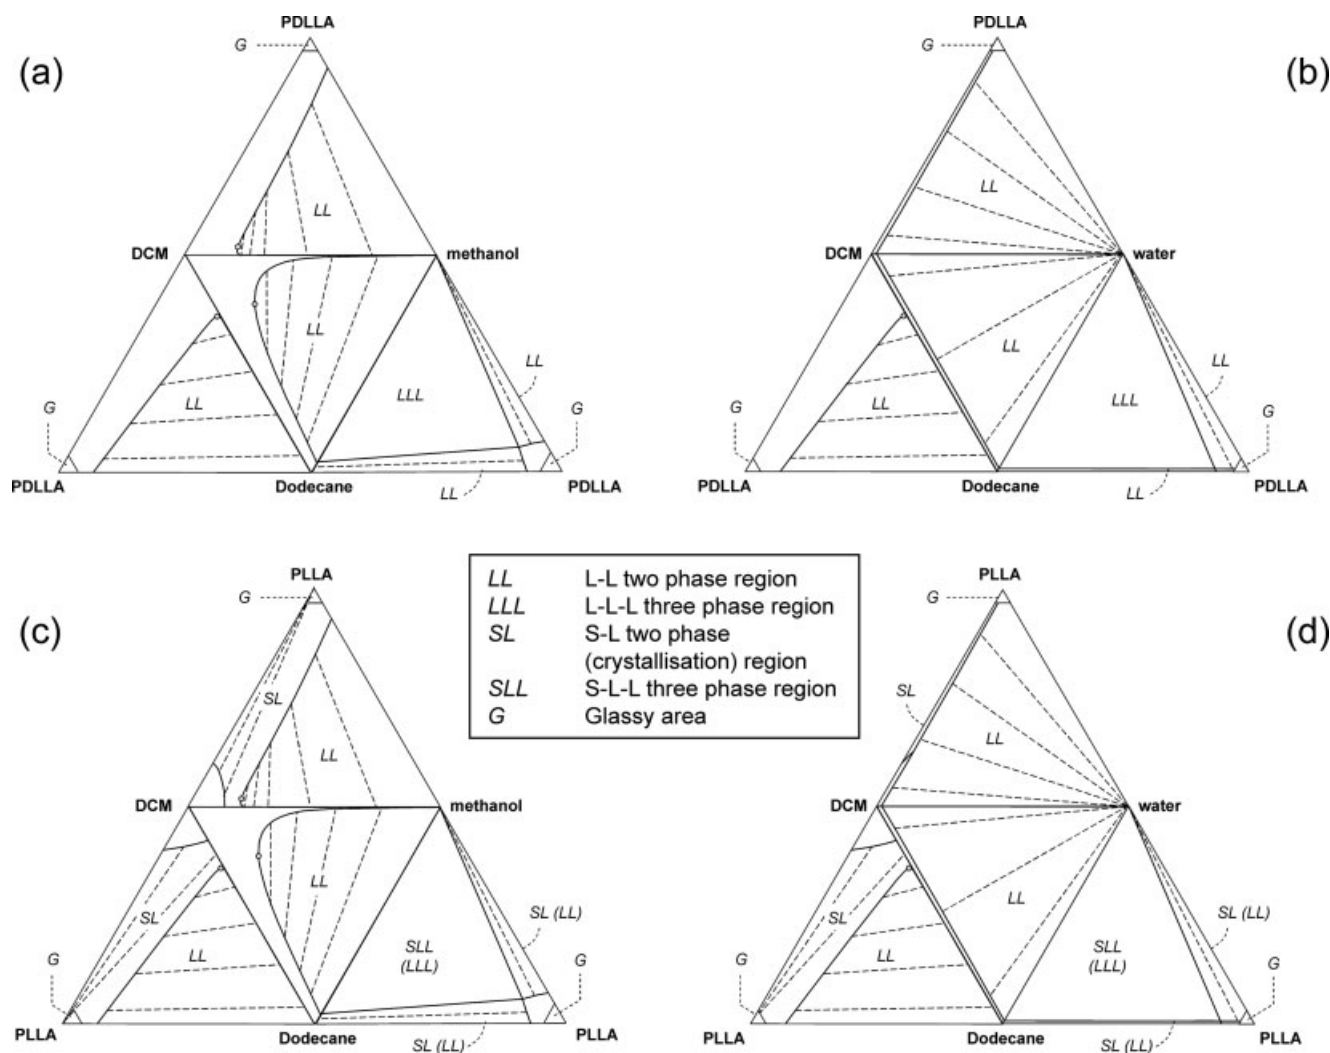 PDLLA
G
(a)
LL
DCM
methanol
LL
LL
LLL
LL
G
G
PDLLA
Dodecane
LL
PDLLA
PDLLA
G
(b)
LL
DCM
water
LL
LL
LL
LLL
G
G
PDLLA
Dodecane
LL
PDLLA
LL L-L two phase region
LLL L-L-L three phase region
SL S-L two phase
(crystallisation) region
SLL S-L-L three phase region
G Glassy area
PLLA
G
(c)
SL
LL
DCM
methanol
LL
SL
LL
SL (LL)
SLL
(LLL)
G
G
PLLA
Dodecane
SL (LL)
PLLA
PLLA
G
(d)
SL
LL
DCM
water
SL
LL
LL
SL (LL)
SLL
(LLL)
G
G
PLLA
Dodecane
SL (LL)
PLLA